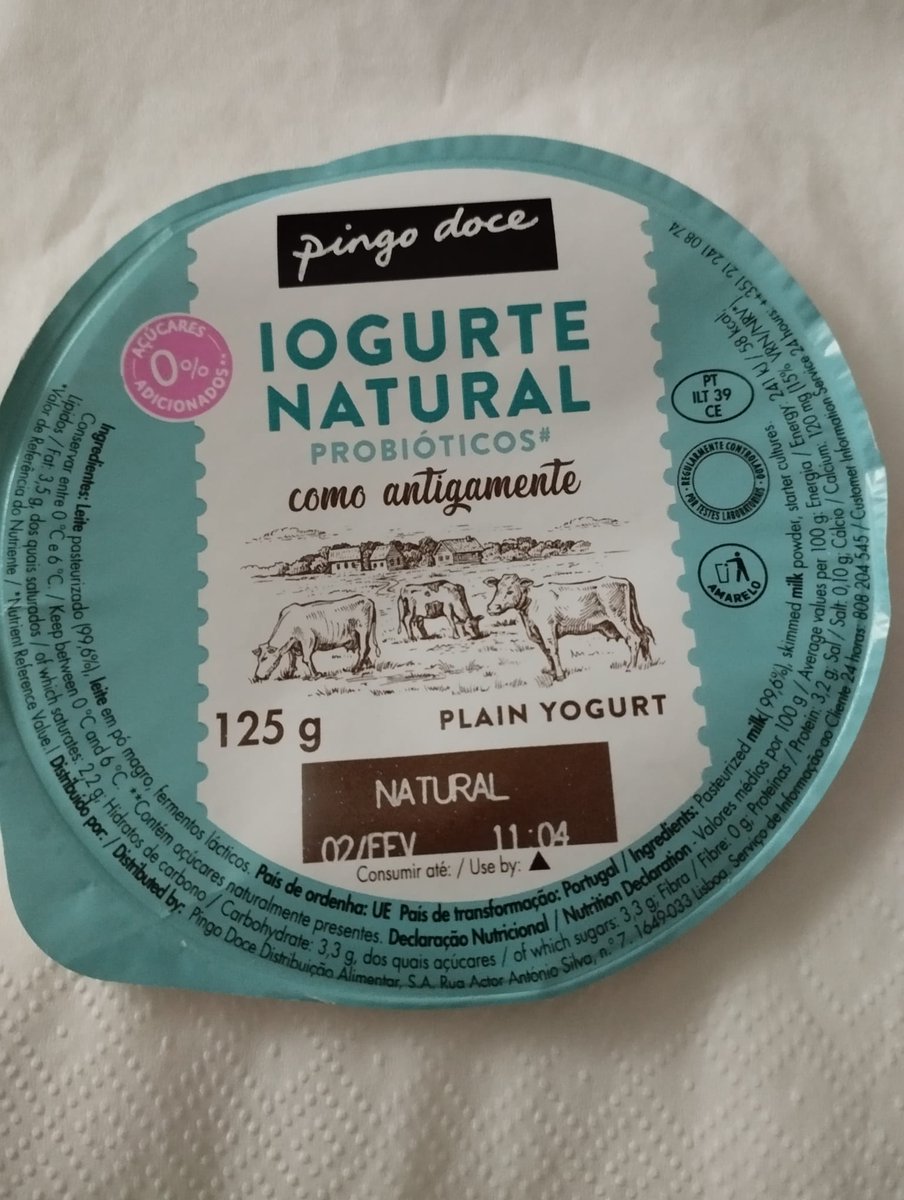 pingo doce
AÇÚCARES
0%
ADICIONADOS**
IOGURTE
NATURAL
PROBIÓTICOS#
como antigamente
125 g
PLAIN YOGURT
NATURAL
02/FEV 11:04
Consumir até: / Use by: ▲
PT
ILT 39
CE
REGULARMENTE CONTROLADO
POR TESTES LABORATORIAIS
AMARELO
Ingredientes: Leite pasteurizado (99,6%), leite em pó magro, fermentos lácticos. País de ordenha: UE País de transformação: Portugal / Ingredients: Pasteurized milk (99,6%), skimmed milk powder, starter cultures.
Conservar entre 0 °C e 6 °C. / Keep between 0 °C and 6 °C. **Contém açúcares naturalmente presentes. Declaração Nutricional / Nutrition Declaration - Valores médios por 100 g / Average values per 100 g: Energia / Energy: 241 kJ / 58 kcal,
Lípidos / Fat: 3,5 g, dos quais saturados / of which saturates: 2,2 g; Hidratos de carbono / Carbohydrate: 3,3 g, dos quais açúcares / of which sugars: 3,3 g; Fibra / Fibre: 0 g; Proteínas / Protein: 3,2 g; Sal / Salt: 0,10 g; Cálcio / Calcium: 120 mg (15% VRN/NRV*)
*Valor de Referência do Nutriente / *Nutrient Reference Value. | Distribuído por: / Distributed by: Pingo Doce Distribuição Alimentar, S.A. Rua Actor António Silva, n.º 7. 1649-033 Lisboa. Serviço de Informação ao Cliente 24 horas: 808 204 545 / Customer Information Service 24 hours: ++351 21 241 08 74